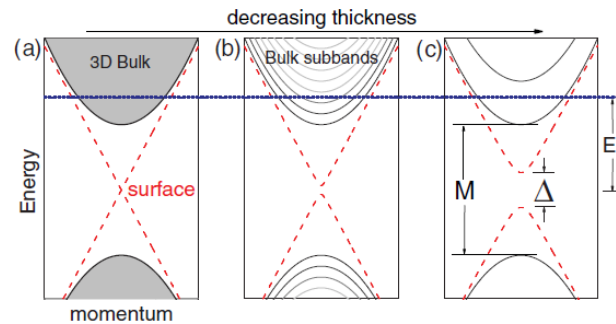 decreasing thickness
(a)
(b)
(c)
3D Bulk
Bulk subbands
Energy
surface
M
Δ
E
momentum